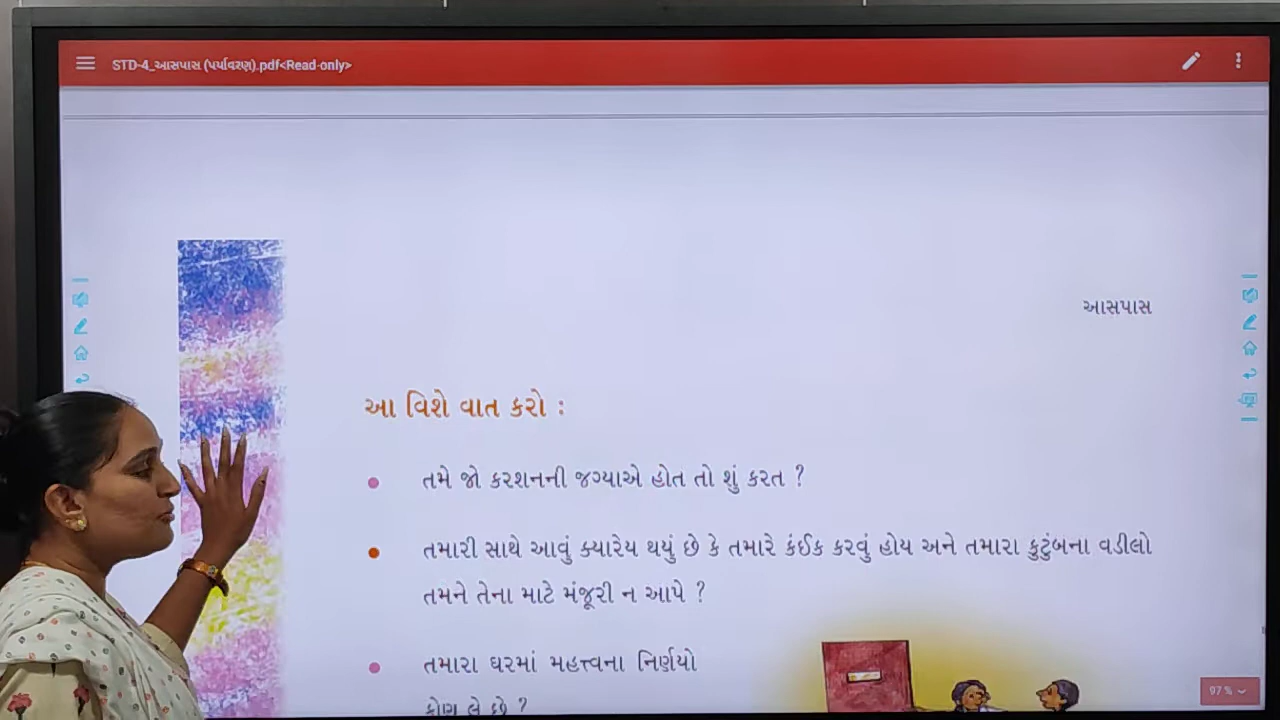 STD-4_આસપાસ (પર્યાવરણ).pdf<Read-only>
આસપાસ
આ વિશે વાત કરો :
• તમે જો કરશનની જગ્યાએ હોત તો શું કરત ?
• તમારી સાથે આવું ક્યારેય થયું છે કે તમારે કંઈક કરવું હોય અને તમારા કુટુંબના વડીલો
તમને તેના માટે મંજૂરી ન આપે ?
• તમારા ઘરમાં મહત્ત્વના નિર્ણયો
કોણ લે છે ?
97 %